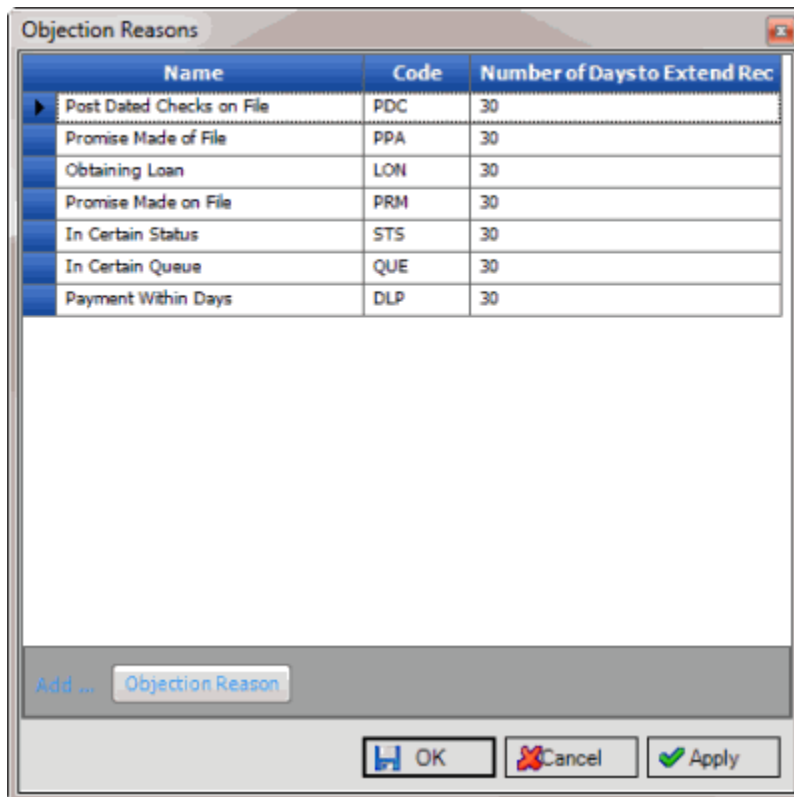 Objection Reasons
Name Code Number of Days to Extend Rec
Post Dated Checks on File PDC 30
Promise Made of File PPA 30
Obtaining Loan LON 30
Promise Made on File PRM 30
In Certain Status STS 30
In Certain Queue QUE 30
Payment Within Days DLP 30
Add ... Objection Reason
OK Cancel Apply